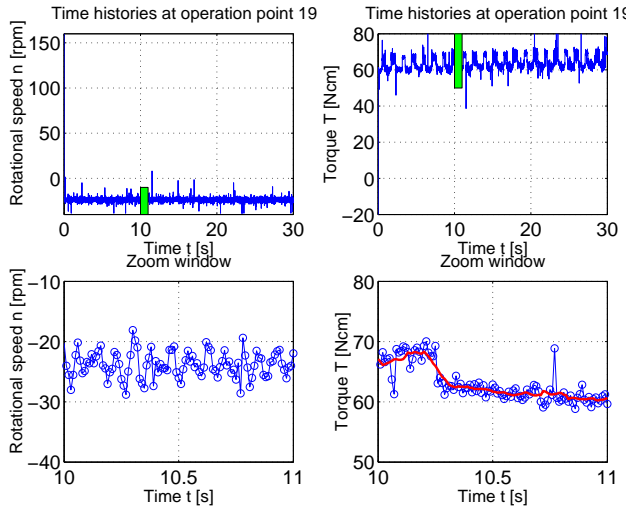 Time histories at operation point 19
Time histories at operation point 19
Rotational speed n [rpm]
150
100
50
0
0
10
20
30
Time t [s]
Torque T [Ncm]
80
60
40
20
0
−20
0
10
20
30
Time t [s]
Zoom window
Zoom window
Rotational speed n [rpm]
−10
−20
−30
−40
10
10.5
11
Time t [s]
Torque T [Ncm]
80
70
60
50
10
10.5
11
Time t [s]